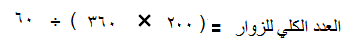 العدد الكلي للزوار = ( ٢٠٠ × ٣٦٠ ) ÷ ٦٠